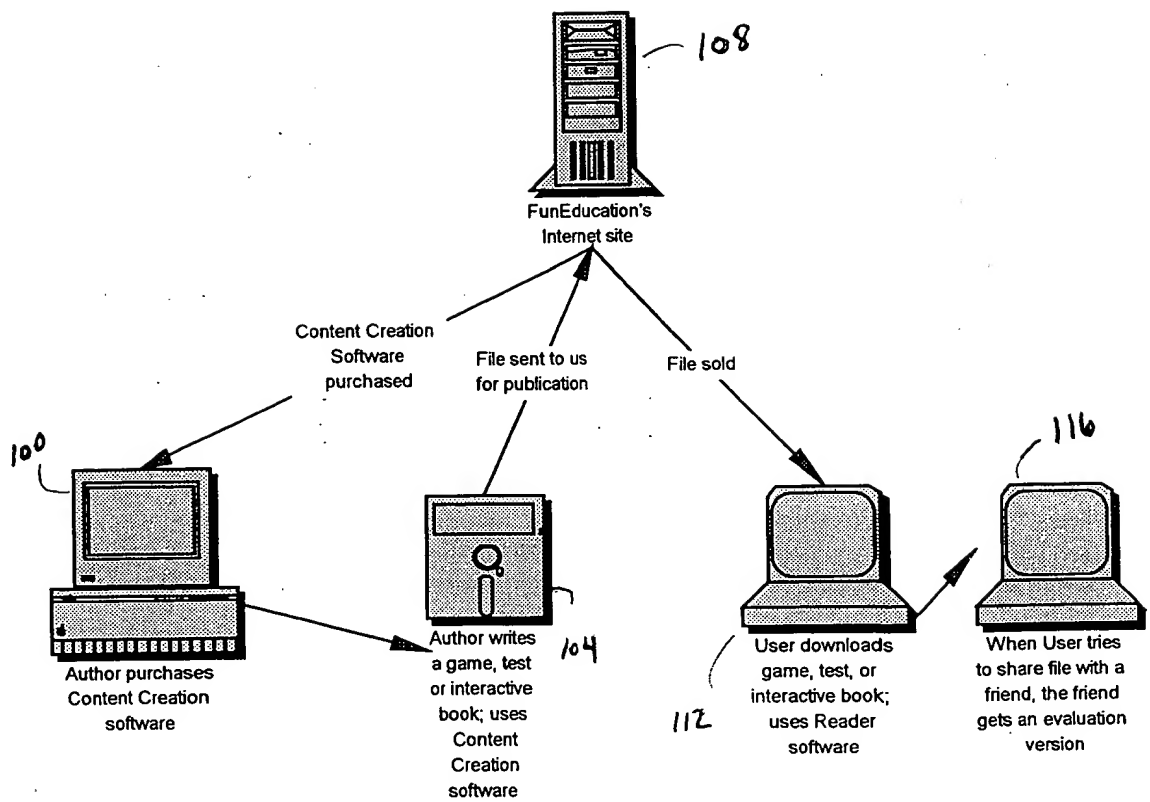 108
FunEducation's
Internet site
Content Creation
Software
purchased
File sent to us
for publication
File sold
100
116
Author purchases
Content Creation
software
Author writes
a game, test
or interactive
book; uses
Content
Creation
software
104
112
User downloads
game, test, or
interactive book;
uses Reader
software
When User tries
to share file with a
friend, the friend
gets an evaluation
version